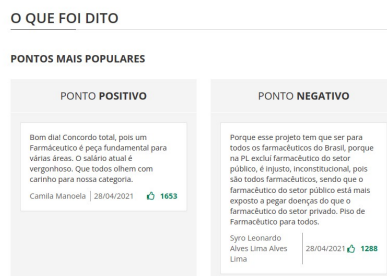 O QUE FOI DITO
PONTOS MAIS POPULARES
PONTO POSITIVO
Bom dia! Concordo total, pois um
Farmáceutico é peça fundamental para
várias áreas. O salário atual é
vergonhoso. Que todos olhem com
carinho para nossa categoria.
Camila Manoela 28/04/2021 1653
PONTO NEGATIVO
Porque esse projeto tem que ser para
todos os farmacêuticos do Brasil, porque
na PL excluí farmacêutico do setor
público, é injusto, inconstitucional, pois
são todos farmacêuticos, sendo que o
farmacêutico do setor público está mais
exposto a pegar doenças do que o
farmacêutico do setor privado. Piso de
Farmacêutico para todos.
Syro Leonardo
Alves Lima Alves
Lima
28/04/2021 1288